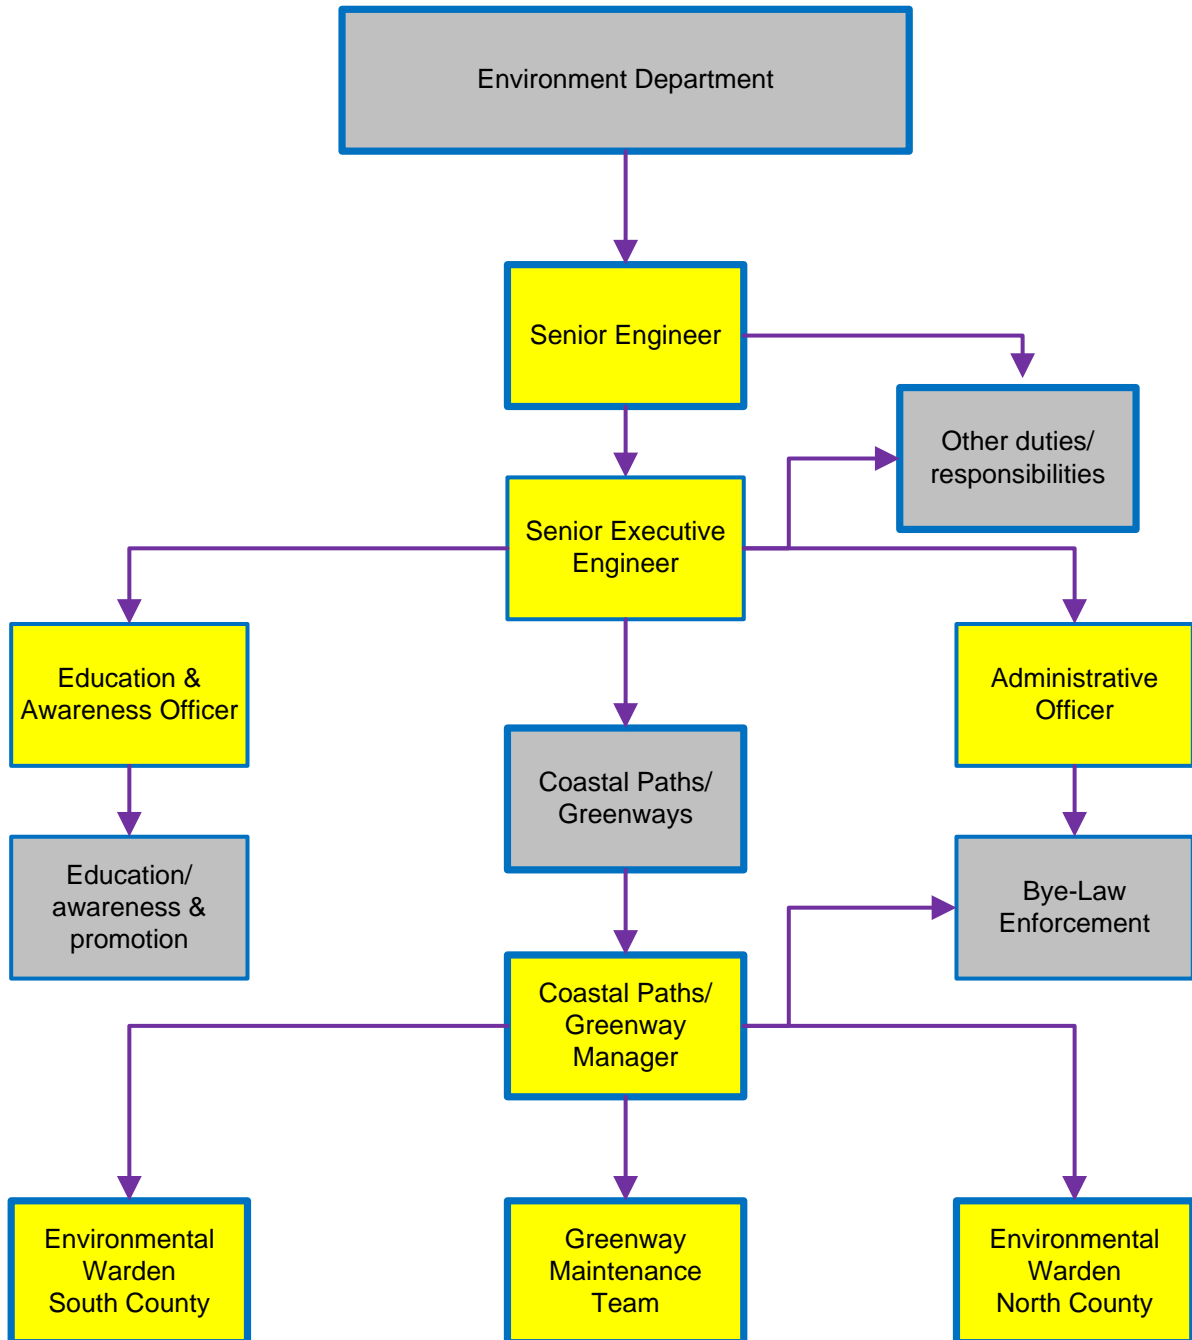 Environment Department
Senior Engineer
Other duties/
responsibilities
Senior Executive
Engineer
Education &
Awareness Officer
Administrative
Officer
Coastal Paths/
Greenways
Education/
awareness &
promotion
Bye-Law
Enforcement
Coastal Paths/
Greenway
Manager
Environmental
Warden
South County
Greenway
Maintenance
Team
Environmental
Warden
North County